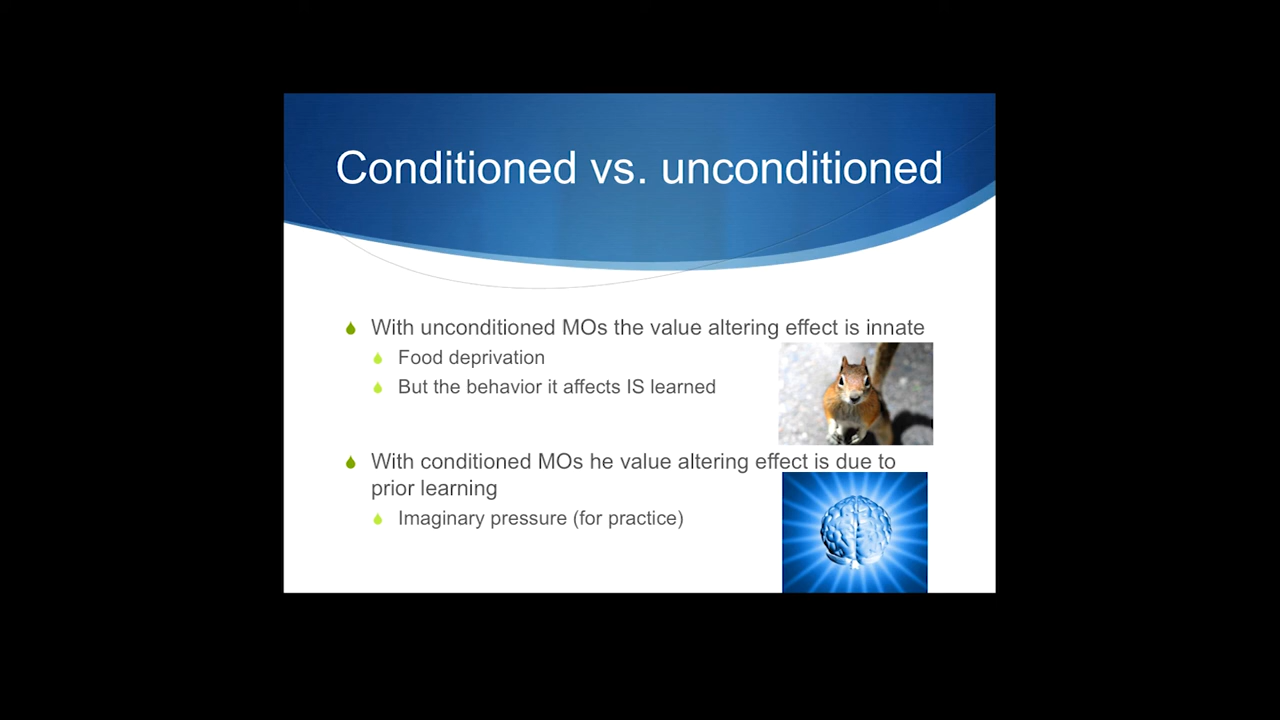 Conditioned vs. unconditioned
With unconditioned MOs the value altering effect is innate
Food deprivation
But the behavior it affects IS learned
With conditioned MOs he value altering effect is due to
prior learning
Imaginary pressure (for practice)